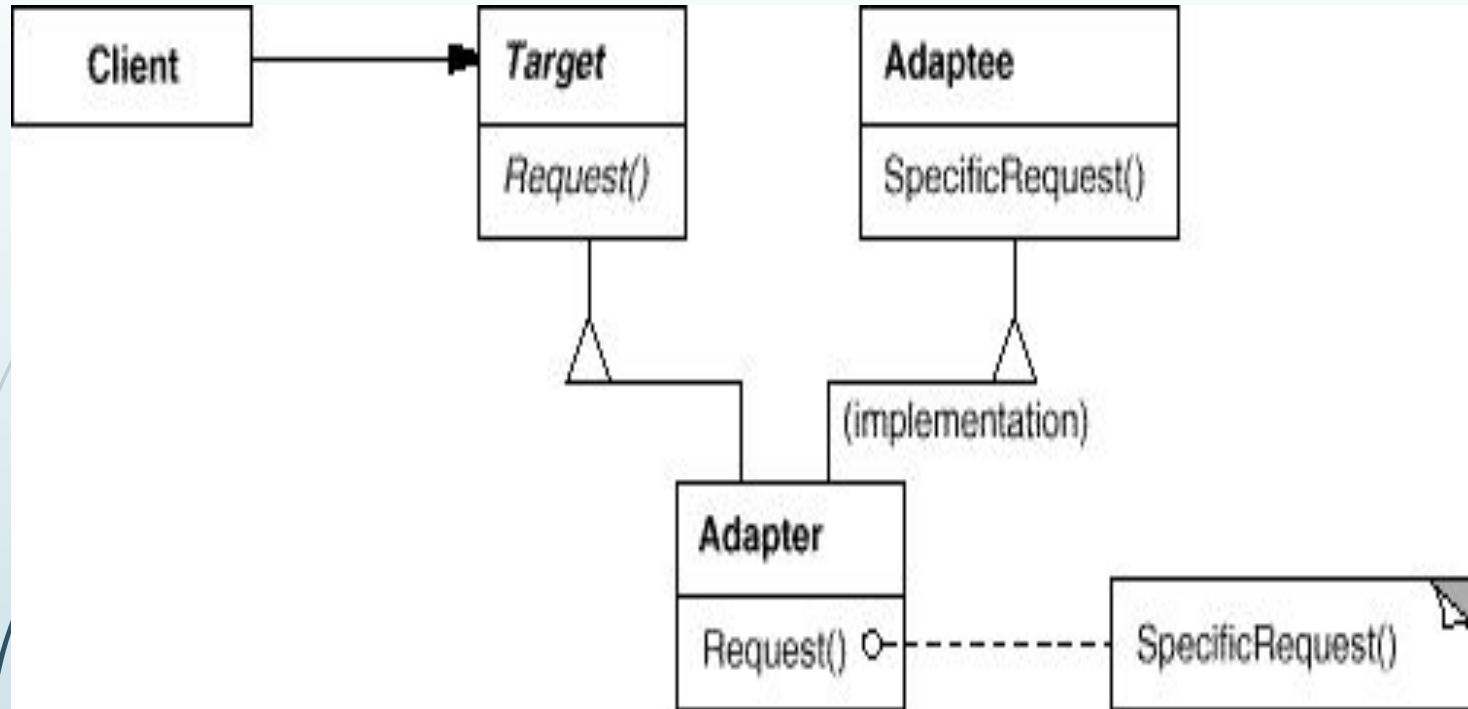 Client
Target
Request()
Adaptee
SpecificRequest()
(implementation)
Adapter
Request()
SpecificRequest()